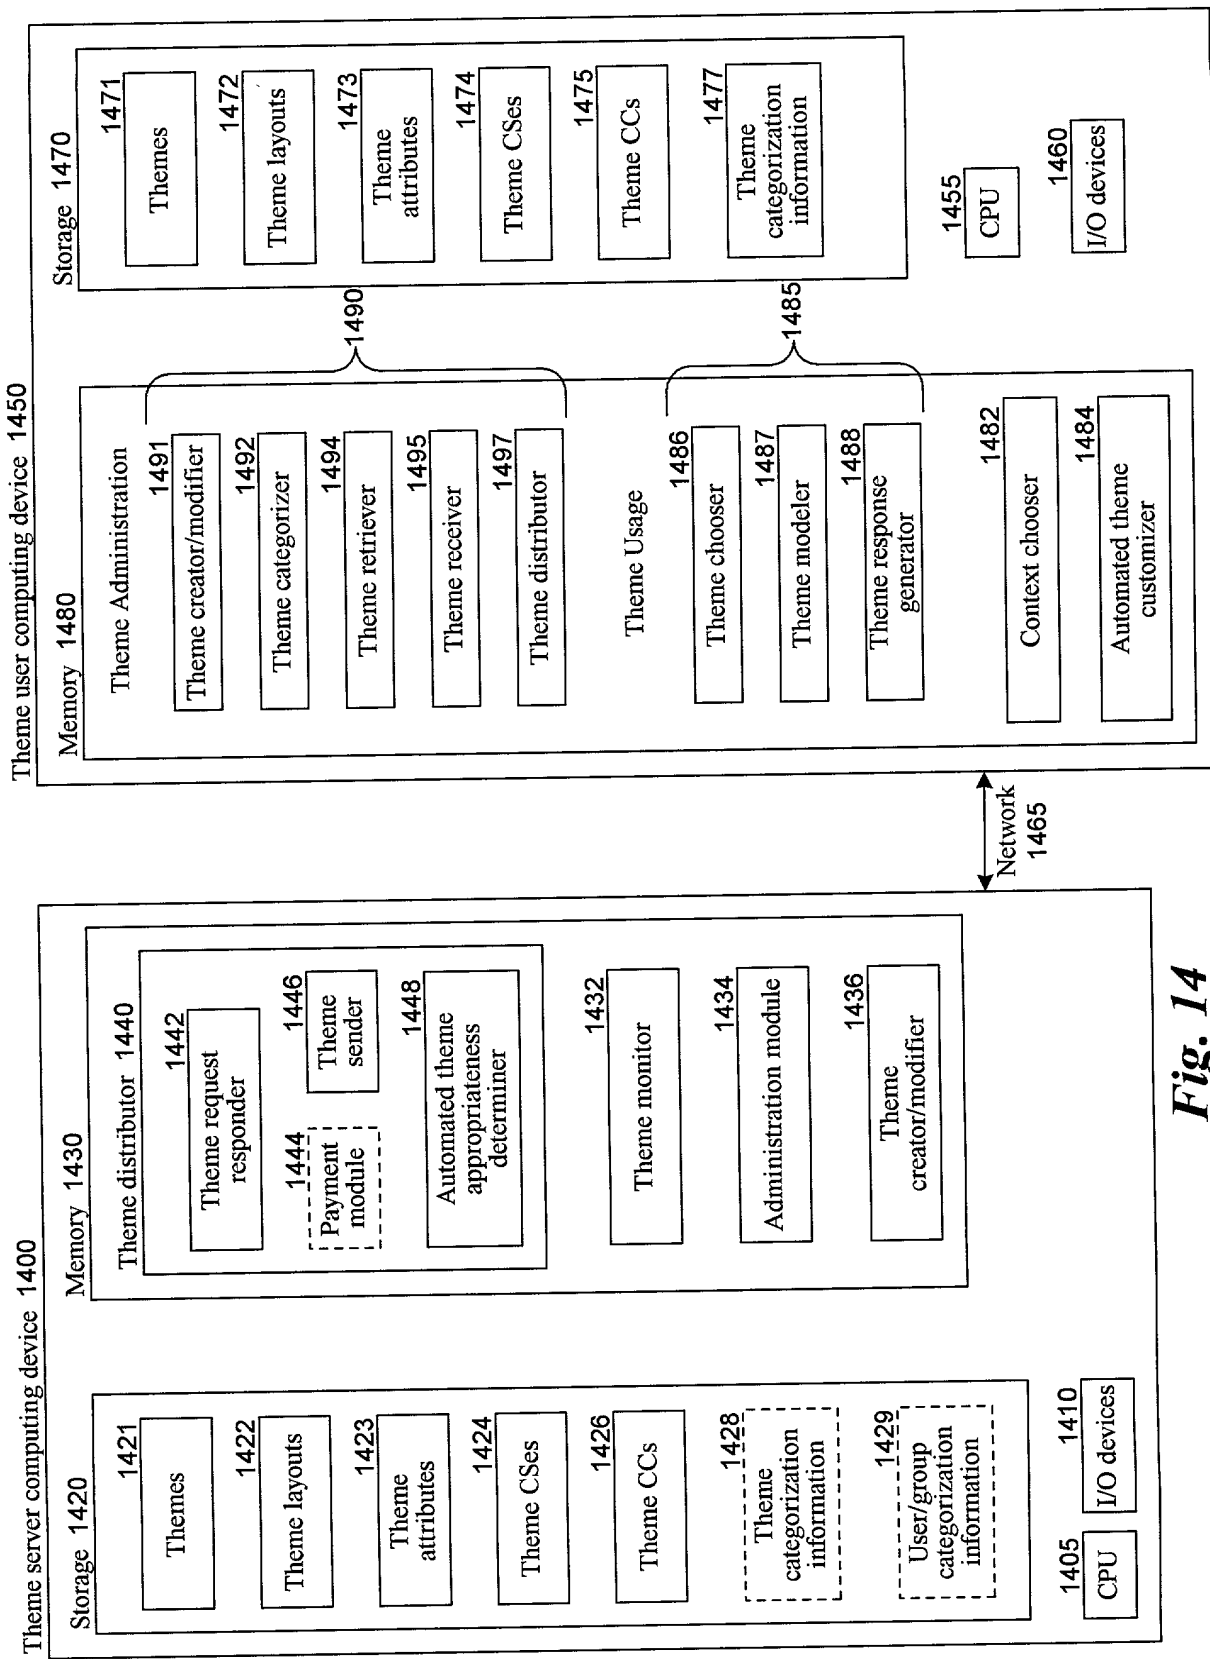 Theme server computing device 1400
Storage 1420
1421
Themes
1422
Theme layouts
1423
Theme
attributes
1424
Theme CSes
1426
Theme CCs
1428
Theme
categorization
information
1429
User/group
categorization
information
1405
CPU
1410
I/O devices
Memory 1430
Theme distributor 1440
1442
Theme request
responder
1444
Payment
module
1446
Theme
sender
1448
Automated theme
appropriateness
determiner
1432
Theme monitor
1434
Administration module
1436
Theme
creator/modifier
Network
1465
Theme user computing device 1450
Memory 1480
Theme Administration
1491
Theme creator/modifier
1492
Theme categorizer
1494
Theme retriever
1495
Theme receiver
1497
Theme distributor
1490
Theme Usage
1486
Theme chooser
1487
Theme modeler
1488
Theme response
generator
1485
1482
Context chooser
1484
Automated theme
customizer
Storage 1470
1471
Themes
1472
Theme layouts
1473
Theme
attributes
1474
Theme CSes
1475
Theme CCs
1477
Theme
categorization
information
1455
CPU
1460
I/O devices
Fig. 14